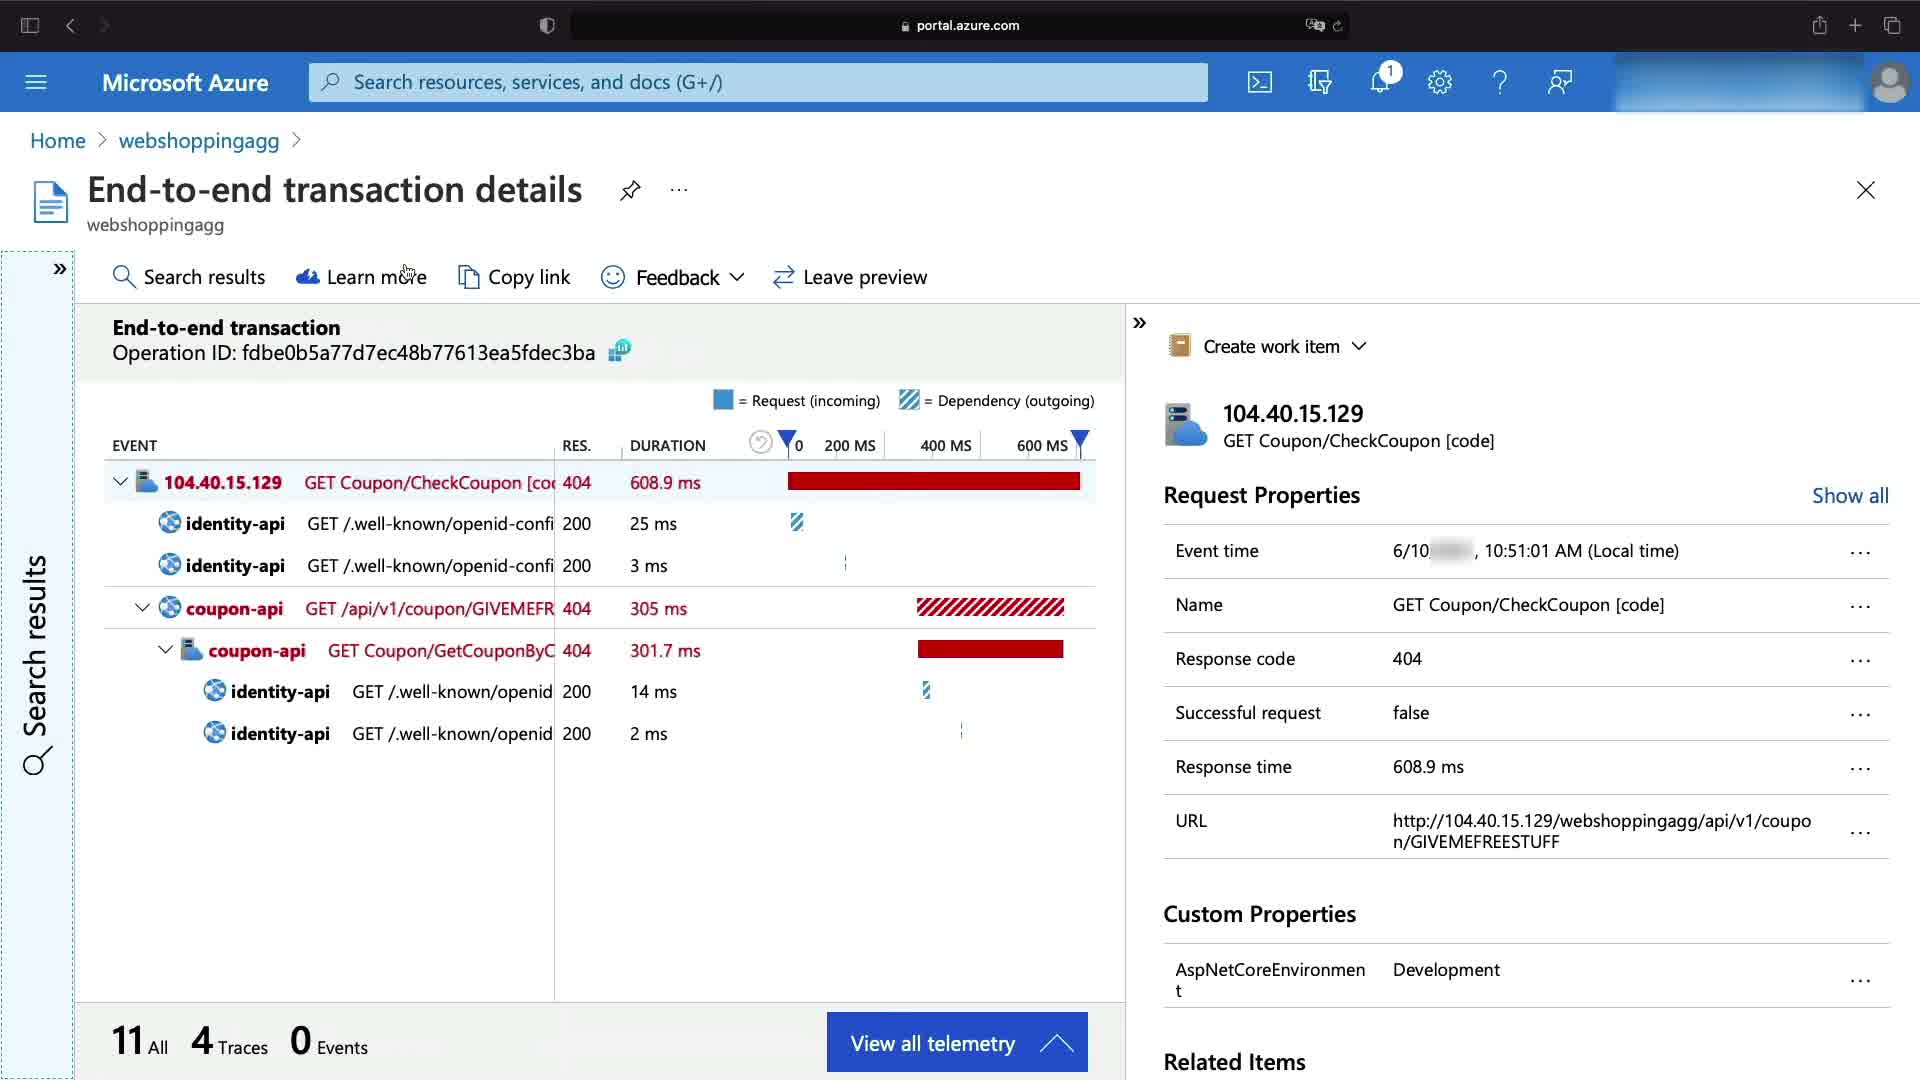 portal.azure.com
Microsoft Azure
Search resources, services, and docs (G+/)
1
Home
webshoppingagg
End-to-end transaction details
...
webshoppingagg
Search results
Learn more
Copy link
Feedback
Leave preview
Search results
End-to-end transaction
Operation ID: fdbe0b5a77d7ec48b77613ea5fdec3ba
= Request (incoming) = Dependency (outgoing)
EVENT RES. DURATION 0 200 MS 400 MS 600 MS
104.40.15.129 GET Coupon/CheckCoupon [coc 404 608.9 ms
identity-api GET /.well-known/openid-confi 200 25 ms
identity-api GET /.well-known/openid-confi 200 3 ms
coupon-api GET /api/v1/coupon/GIVEMEFR 404 305 ms
coupon-api GET Coupon/GetCouponByC 404 301.7 ms
identity-api GET /.well-known/openid 200 14 ms
identity-api GET /.well-known/openid 200 2 ms
11 All 4 Traces 0 Events
View all telemetry
Create work item
104.40.15.129
GET Coupon/CheckCoupon [code]
Request Properties
Show all
Event time 6/10 , 10:51:01 AM (Local time) ...
Name GET Coupon/CheckCoupon [code] ...
Response code 404 ...
Successful request false ...
Response time 608.9 ms ...
URL http://104.40.15.129/webshoppingagg/api/v1/coupo
n/GIVEMEFREESTUFF ...
Custom Properties
AspNetCoreEnvironmen Development ...
t
Related Items